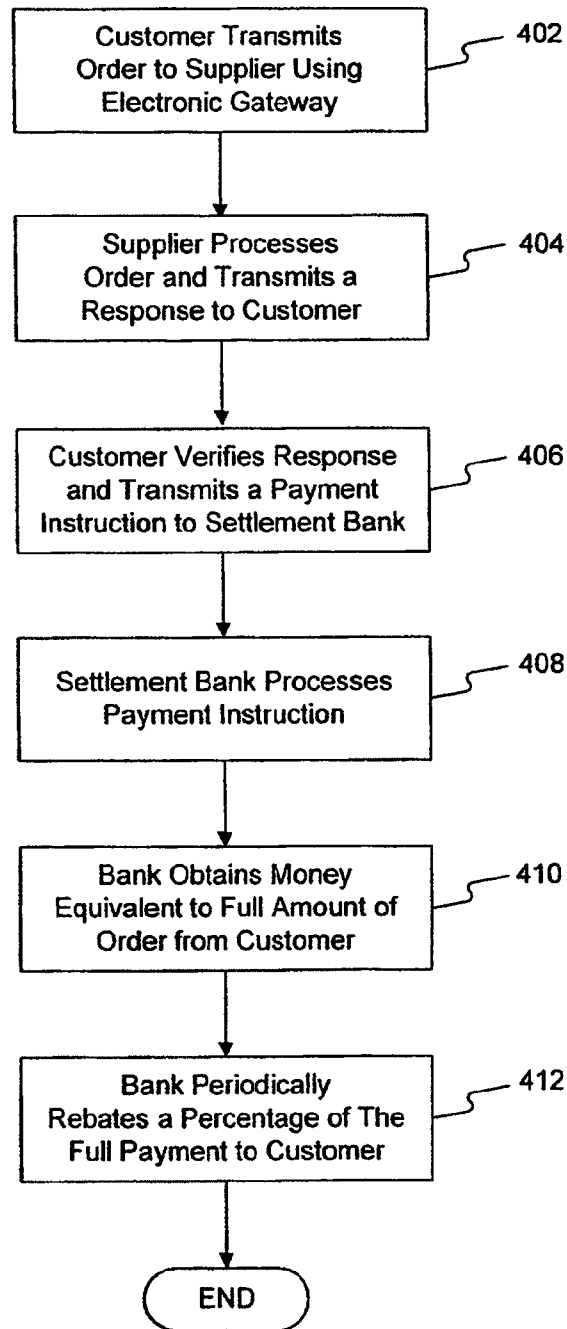 Customer Transmits
Order to Supplier Using
Electronic Gateway
402
Supplier Processes
Order and Transmits a
Response to Customer
404
Customer Verifies Response
and Transmits a Payment
Instruction to Settlement Bank
406
Settlement Bank Processes
Payment Instruction
408
Bank Obtains Money
Equivalent to Full Amount of
Order from Customer
410
Bank Periodically
Rebates a Percentage of The
Full Payment to Customer
412
END